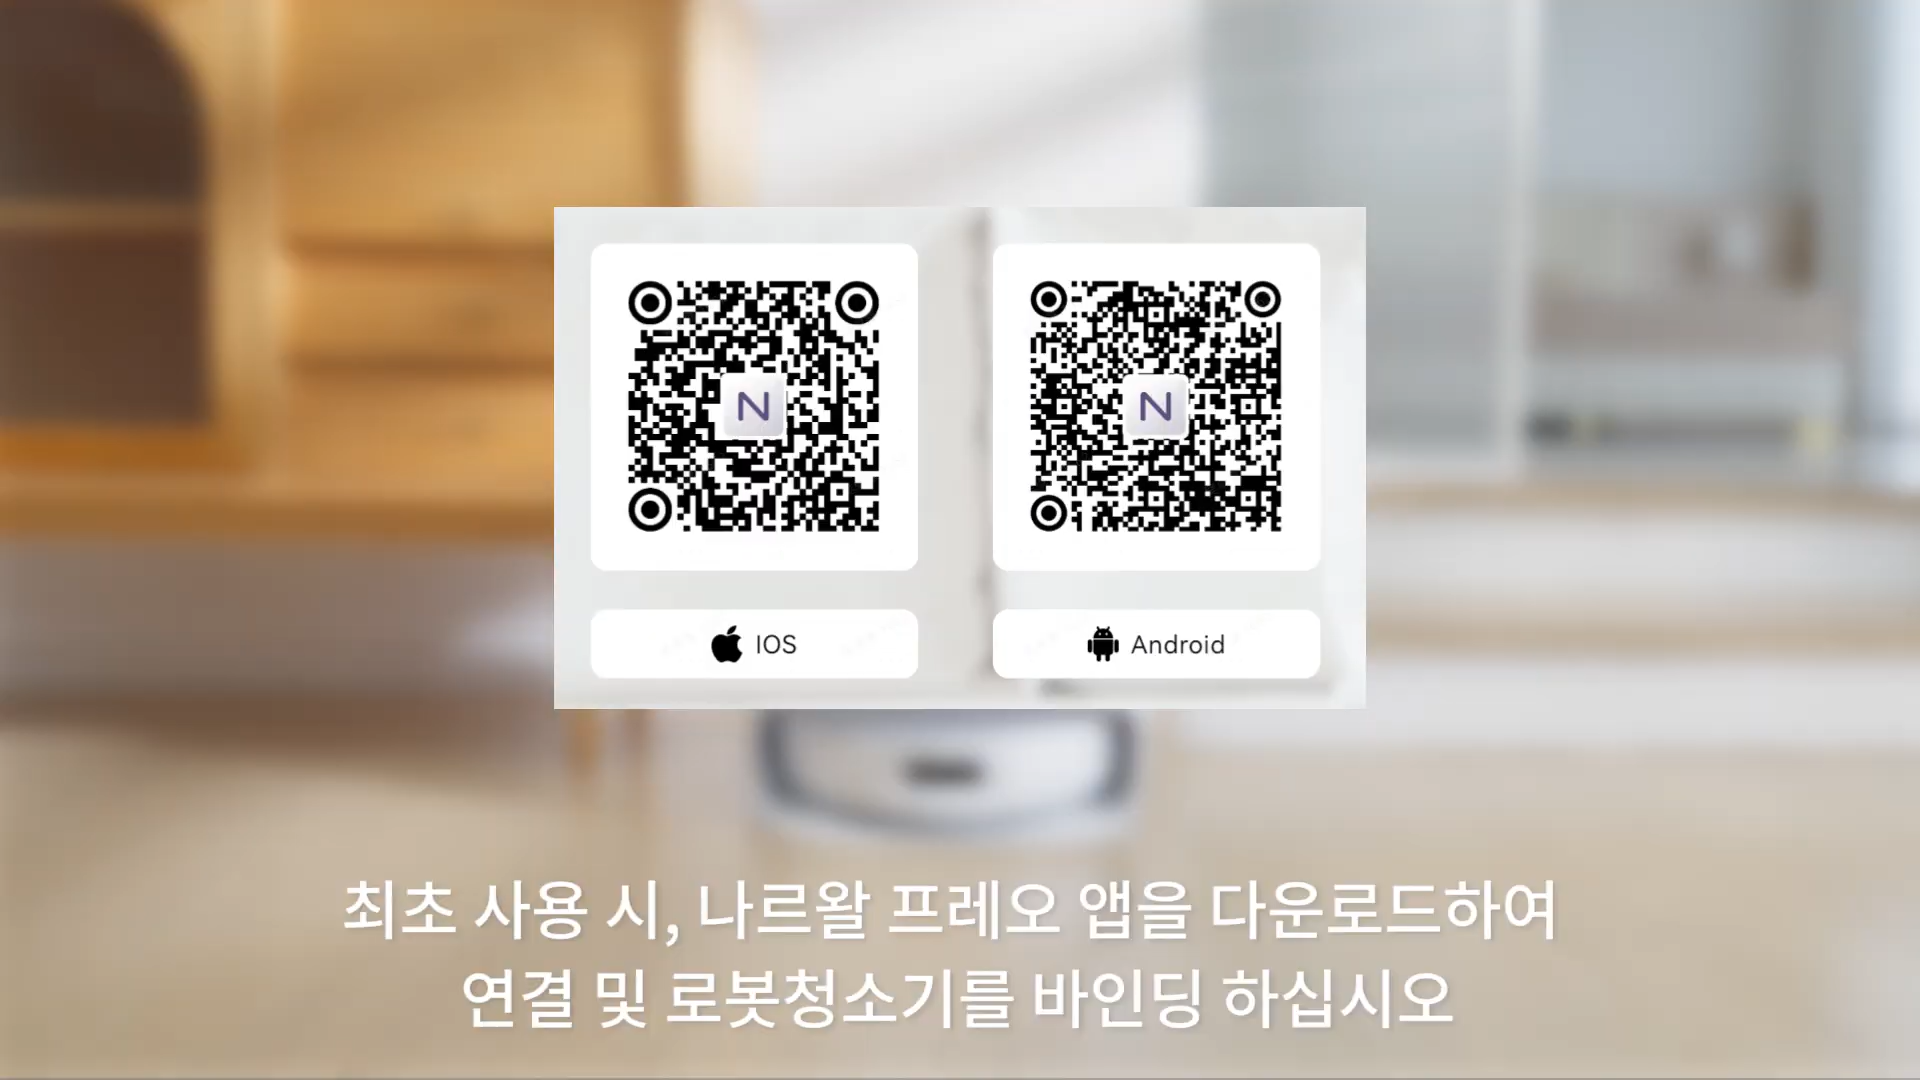 N
N
IOS
Android
최초 사용 시, 나르왈 프레오 앱을 다운로드하여
연결 및 로봇청소기를 바인딩 하십시오